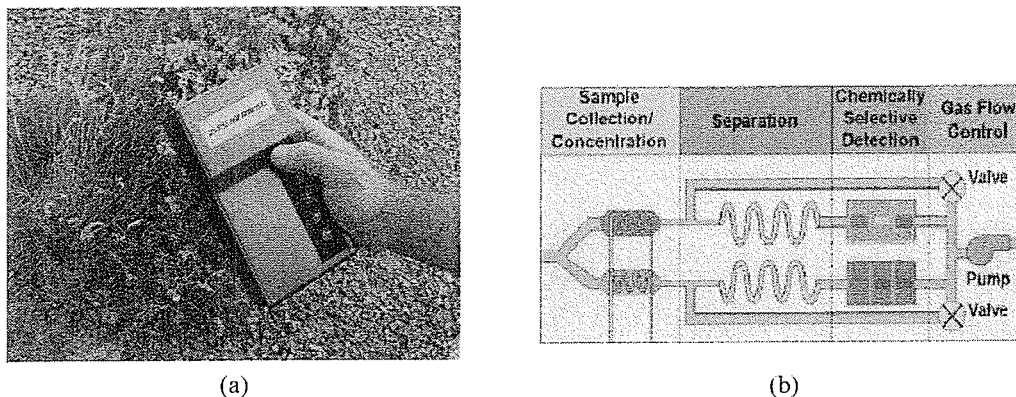 Sample
Collection/
Concentration
Separation
Chemically
Selective
Detection
Gas Flow
Control
Valve
Pump
Valve
(a)
(b)